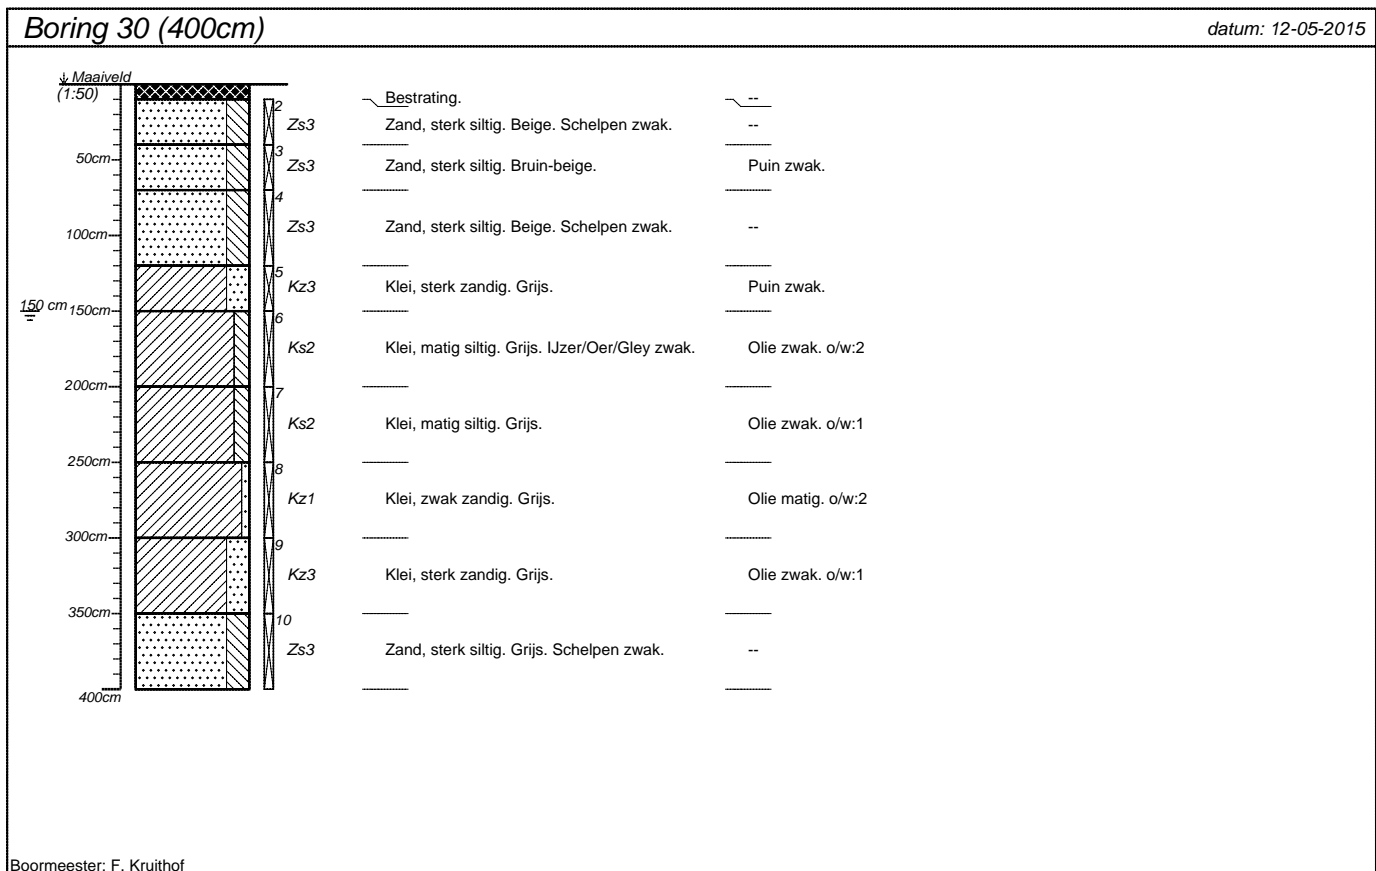 Boring 30 (400cm) datum: 12-05-2015
Maaiveld
(1:50)
Bestrating. --
2
Zs3 Zand, sterk siltig. Beige. Schelpen zwak. --
3
50cm Zs3 Zand, sterk siltig. Bruin-beige. Puin zwak.
4
100cm Zs3 Zand, sterk siltig. Beige. Schelpen zwak. --
5
Kz3 Klei, sterk zandig. Grijs. Puin zwak.
150 cm 150cm
6
Ks2 Klei, matig siltig. Grijs. IJzer/Oer/Gley zwak. Olie zwak. o/w:2
200cm
7
Ks2 Klei, matig siltig. Grijs. Olie zwak. o/w:1
250cm
8
Kz1 Klei, zwak zandig. Grijs. Olie matig. o/w:2
300cm
9
Kz3 Klei, sterk zandig. Grijs. Olie zwak. o/w:1
350cm
10
Zs3 Zand, sterk siltig. Grijs. Schelpen zwak. --
400cm
Boormeester: F. Kruithof